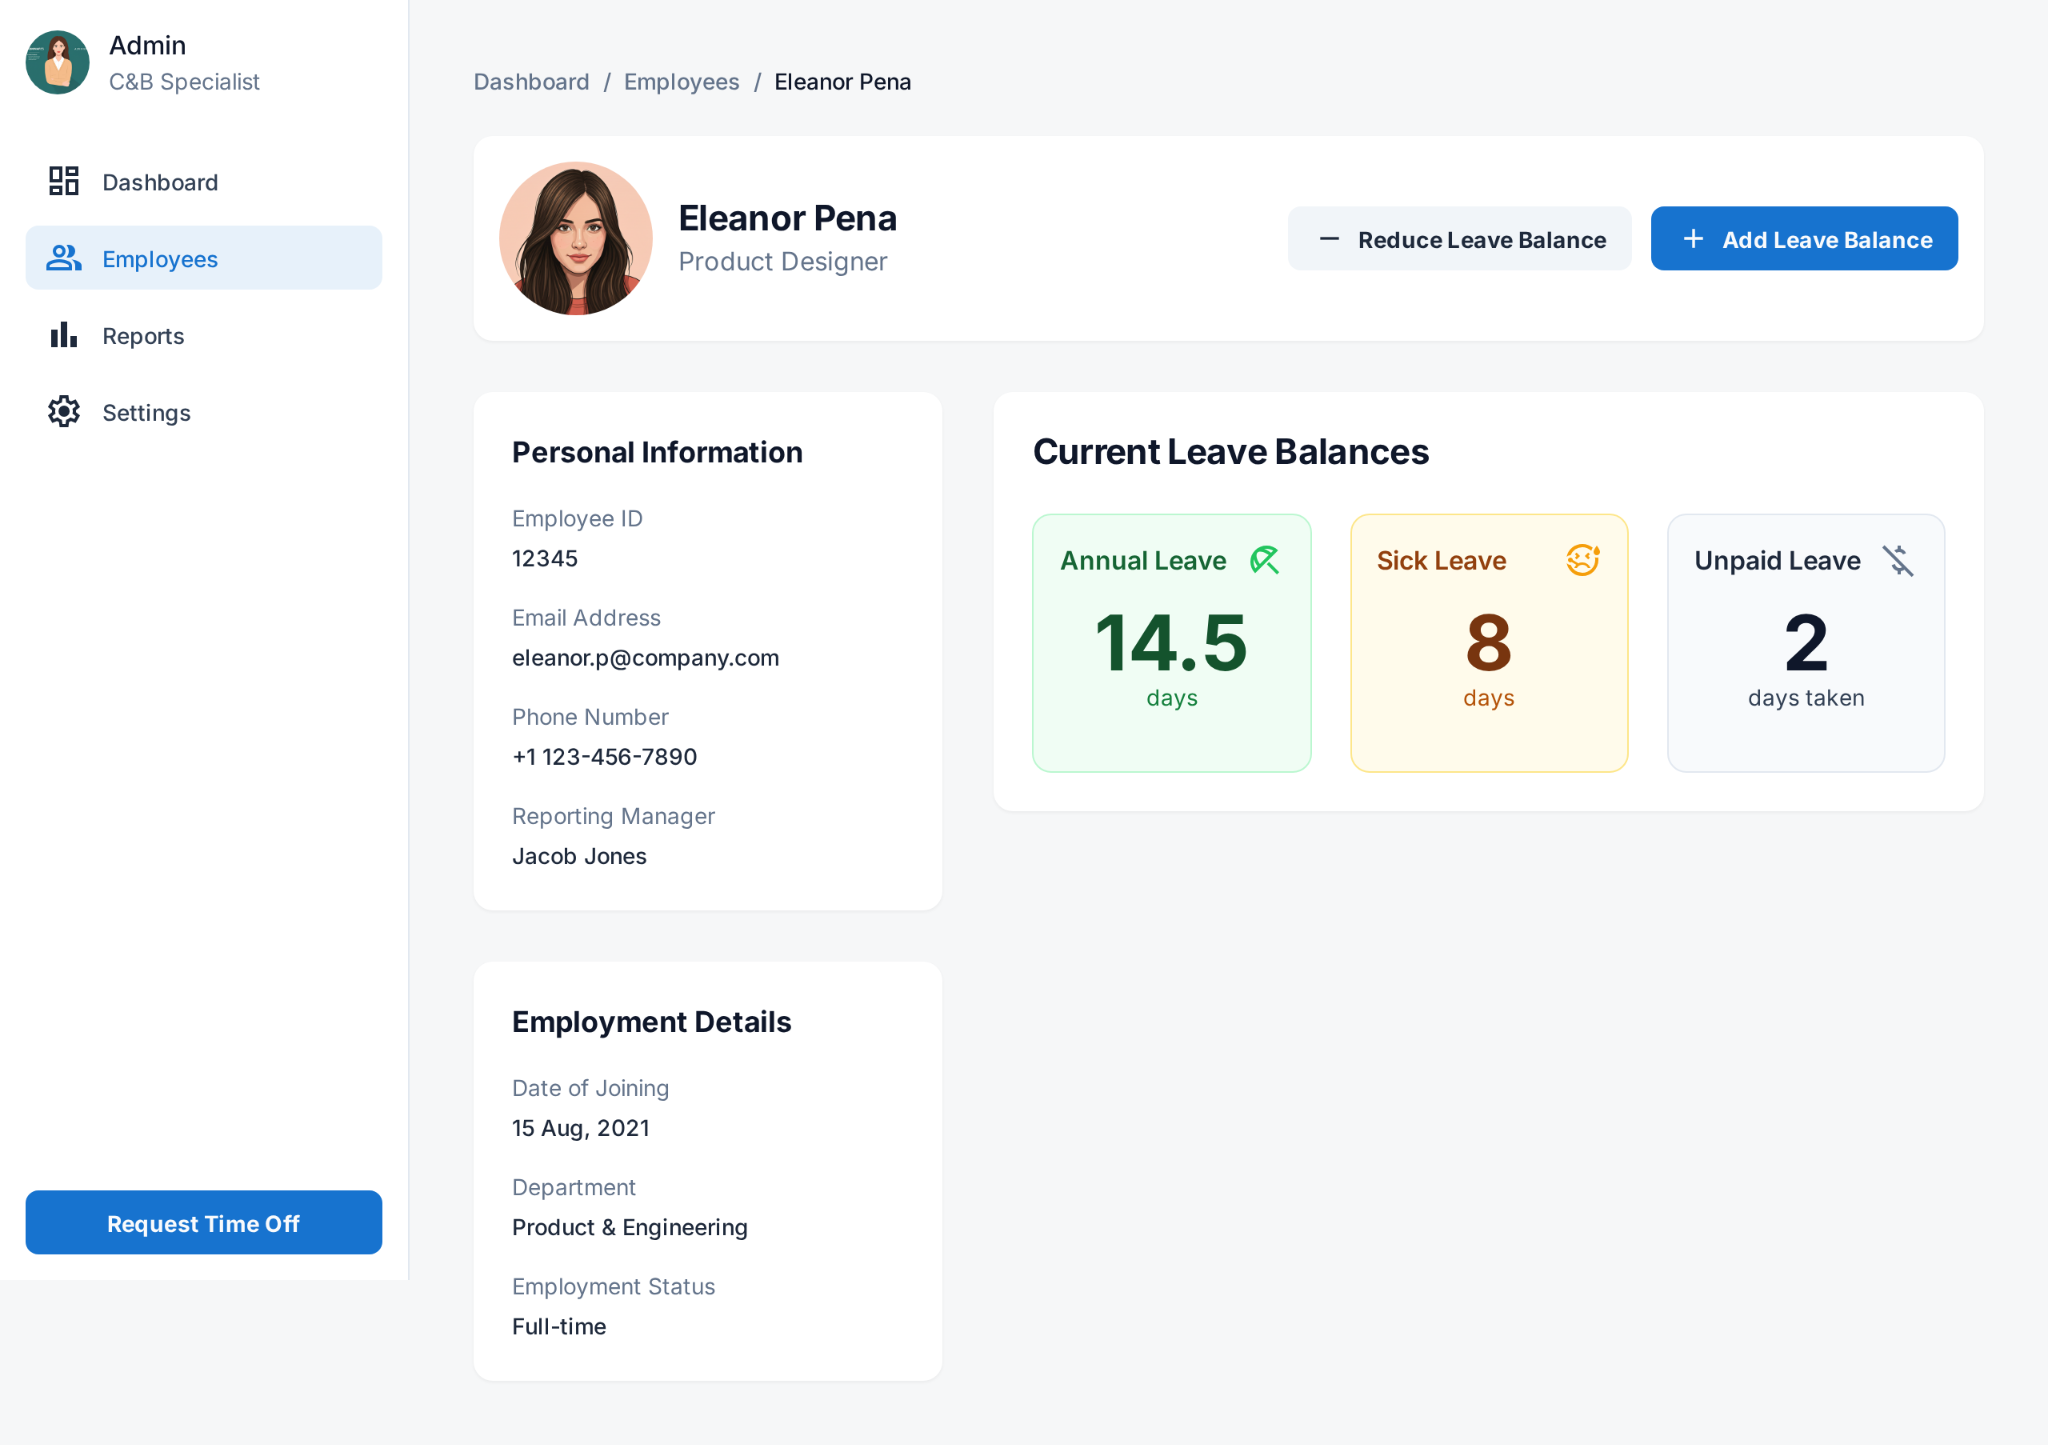 Admin
C&B Specialist
Dashboard
Employees
Reports
Settings
Request Time Off
Dashboard / Employees / Eleanor Pena
Eleanor Pena
Product Designer
Reduce Leave Balance
Add Leave Balance
Personal Information
Employee ID
12345
Email Address
eleanor.p@company.com
Phone Number
+1 123-456-7890
Reporting Manager
Jacob Jones
Employment Details
Date of Joining
15 Aug, 2021
Department
Product & Engineering
Employment Status
Full-time
Current Leave Balances
Annual Leave
14.5
days
Sick Leave
8
days
Unpaid Leave
2
days taken